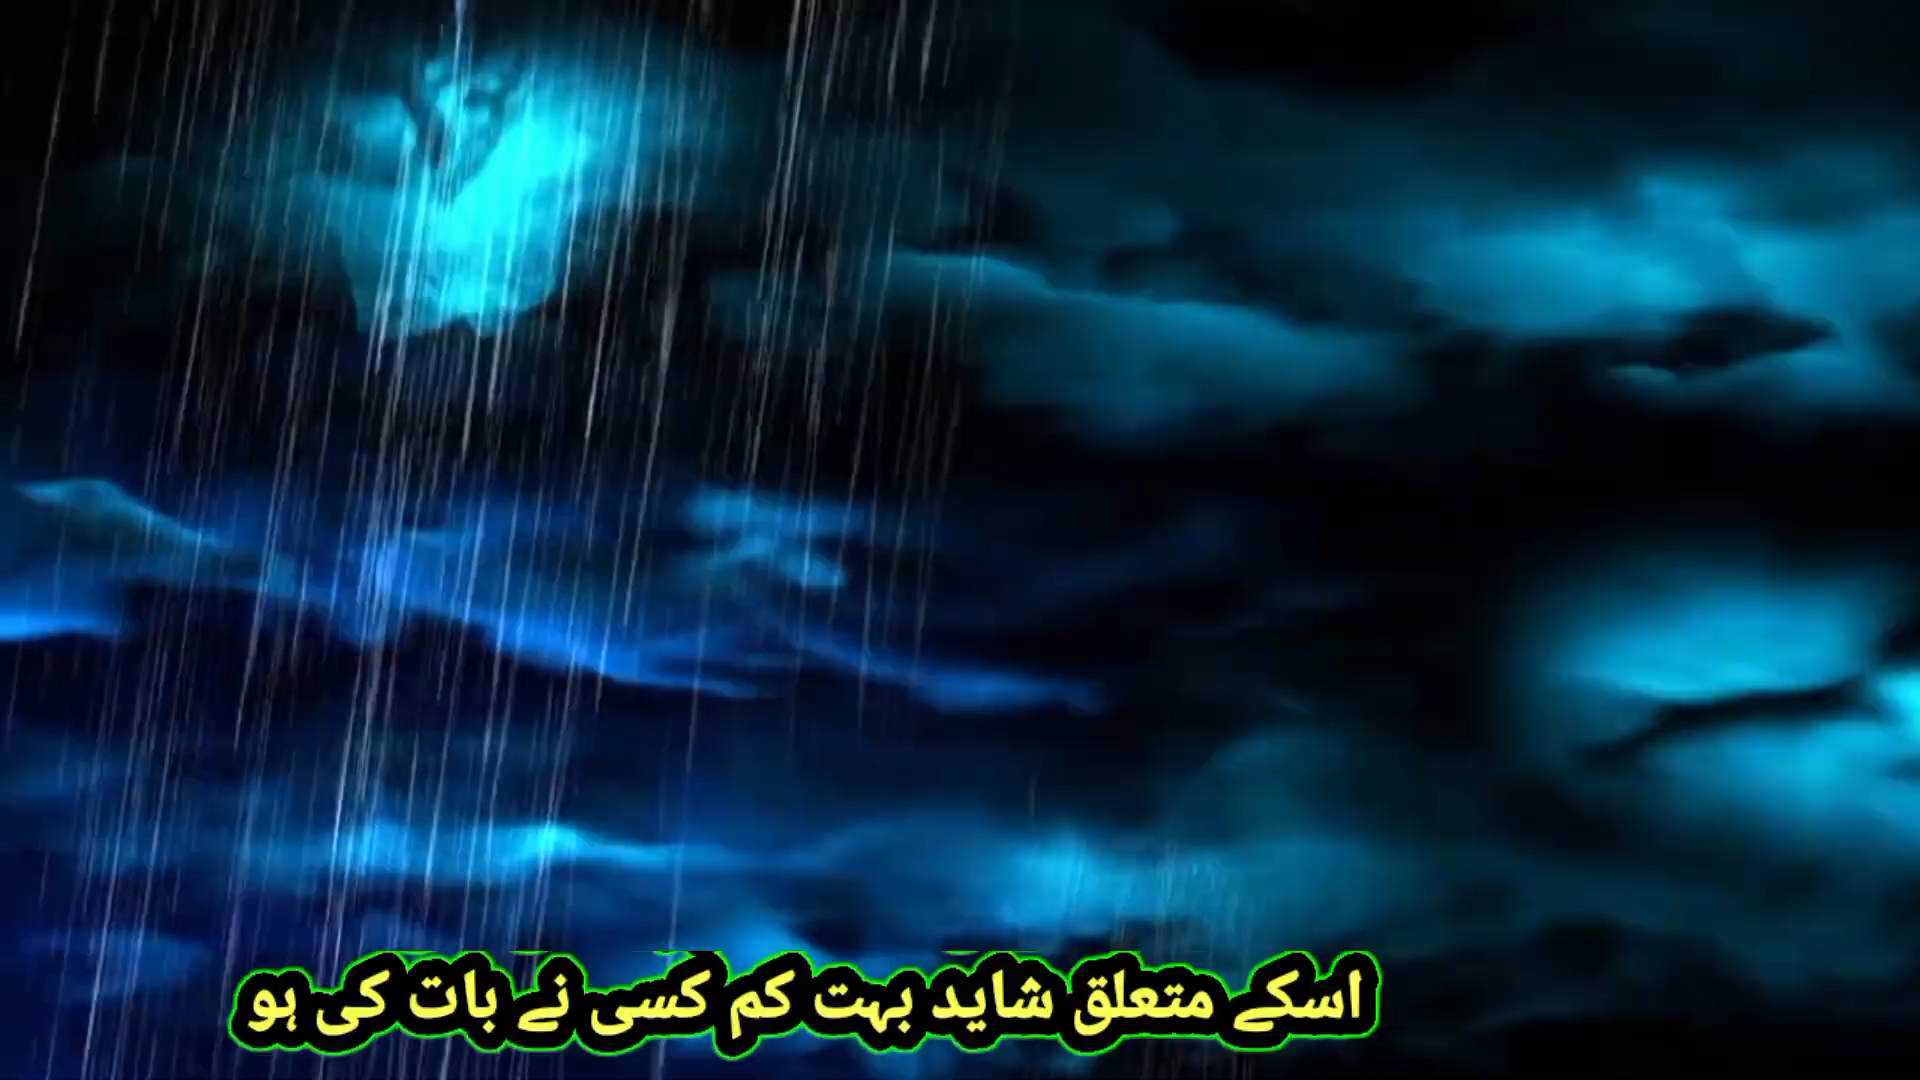 اسکے متعلق شاید بہت کم کسی نے بات کی ہو